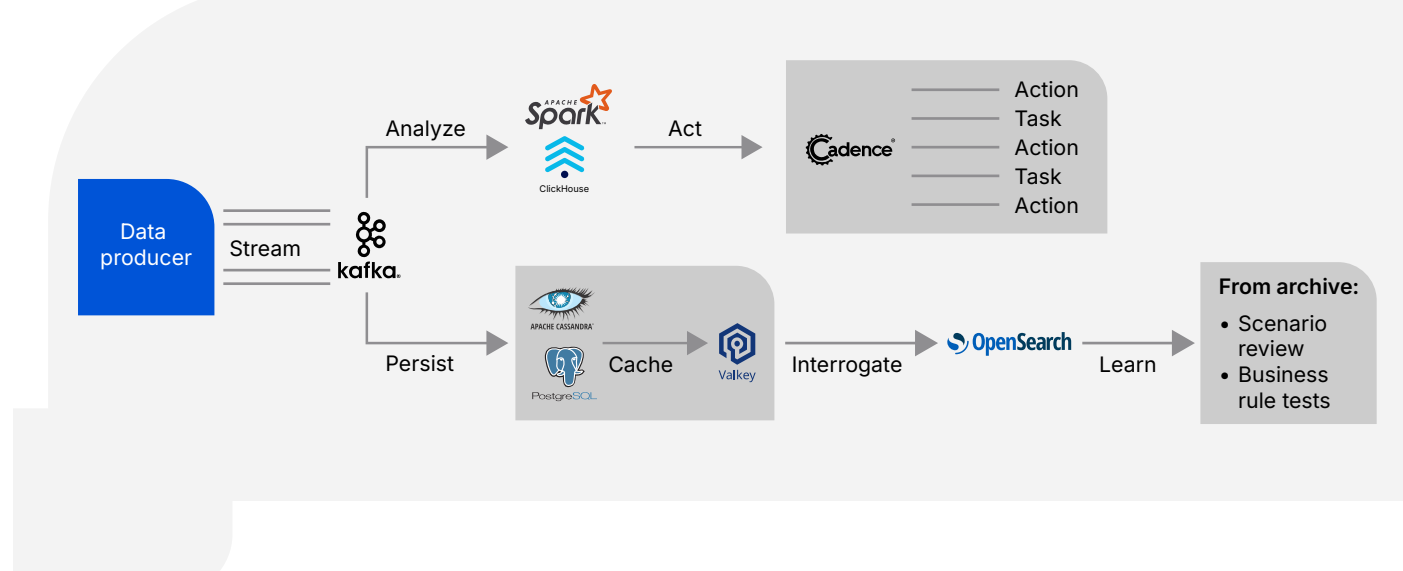 Data
producer
Stream
kafka®
Analyze
APACHE
Spark™
ClickHouse
Act
Cadence®
Action
Task
Action
Task
Action
Persist
APACHE CASSANDRA
PostgreSQL
Cache
Valkey
Interrogate
OpenSearch
Learn
From archive:
• Scenario
review
• Business
rule tests